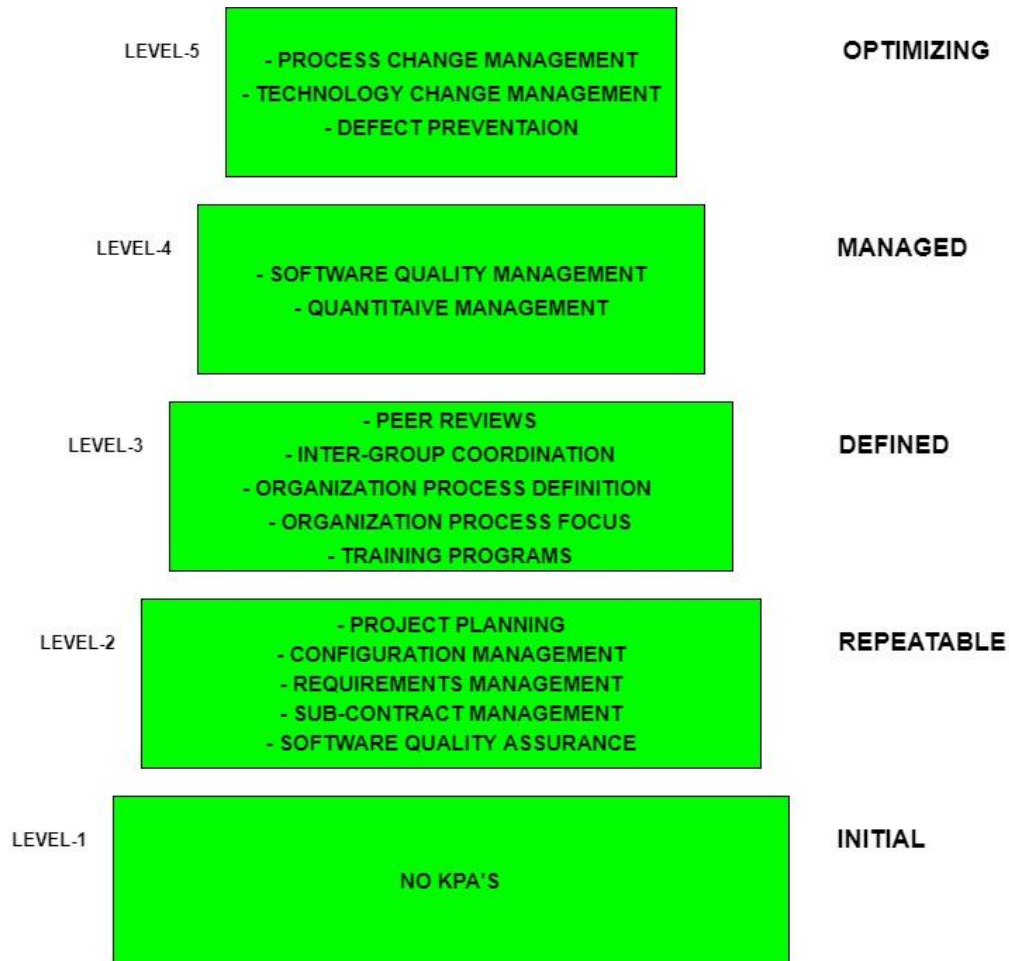 LEVEL-5
OPTIMIZING
- PROCESS CHANGE MANAGEMENT
- TECHNOLOGY CHANGE MANAGEMENT
- DEFECT PREVENTAION
LEVEL-4
MANAGED
- SOFTWARE QUALITY MANAGEMENT
- QUANTITAIVE MANAGEMENT
LEVEL-3
DEFINED
- PEER REVIEWS
- INTER-GROUP COORDINATION
- ORGANIZATION PROCESS DEFINITION
- ORGANIZATION PROCESS FOCUS
- TRAINING PROGRAMS
LEVEL-2
REPEATABLE
- PROJECT PLANNING
- CONFIGURATION MANAGEMENT
- REQUIREMENTS MANAGEMENT
- SUB-CONTRACT MANAGEMENT
- SOFTWARE QUALITY ASSURANCE
LEVEL-1
INITIAL
NO KPA'S